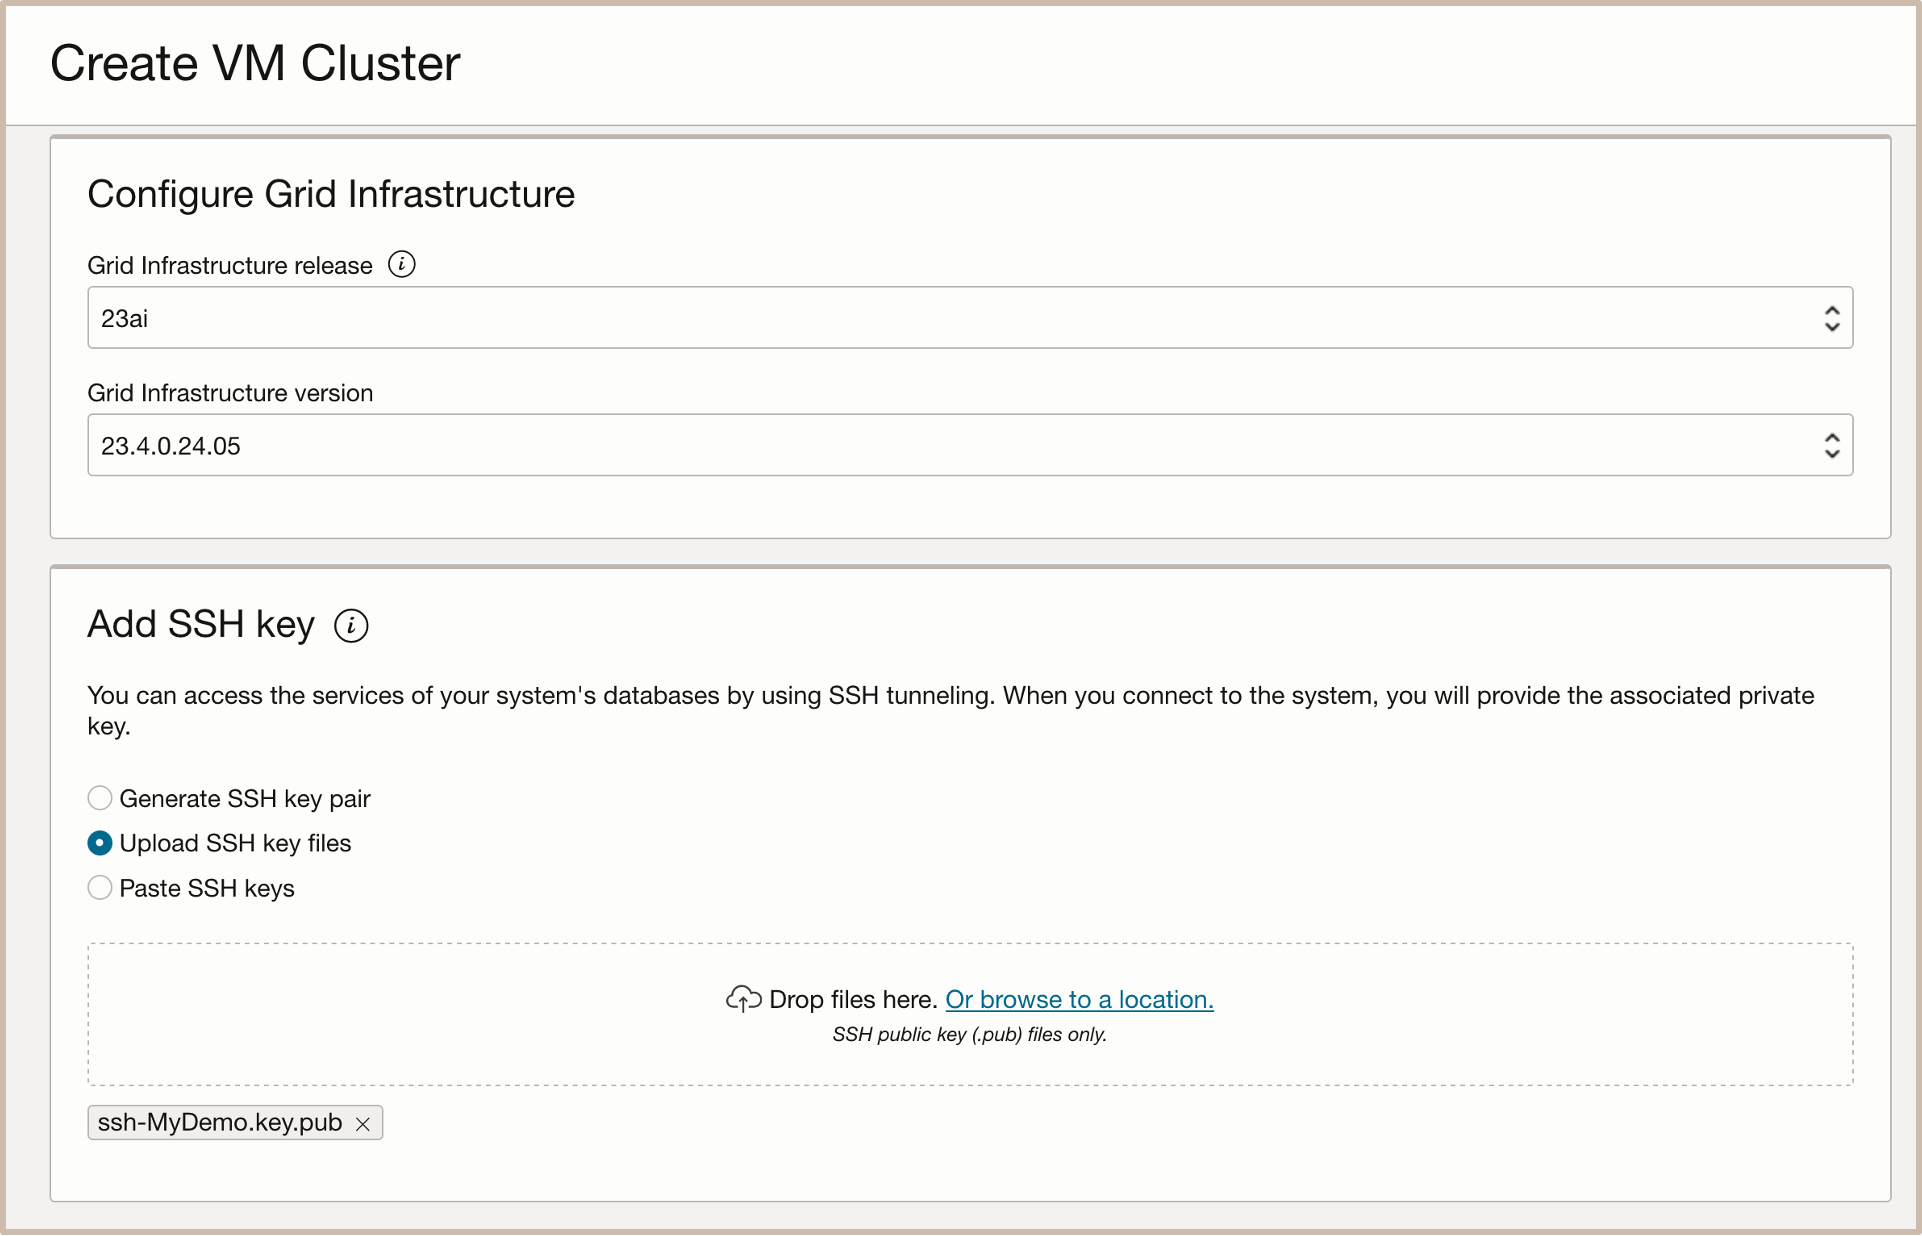 Create VM Cluster
Configure Grid Infrastructure
Grid Infrastructure release
23ai
Grid Infrastructure version
23.4.0.24.05
Add SSH key
You can access the services of your system's databases by using SSH tunneling. When you connect to the system, you will provide the associated private
key.
Generate SSH key pair
Upload SSH key files
Paste SSH keys
Drop files here. Or browse to a location.
SSH public key (.pub) files only.
ssh-MyDemo.key.pub